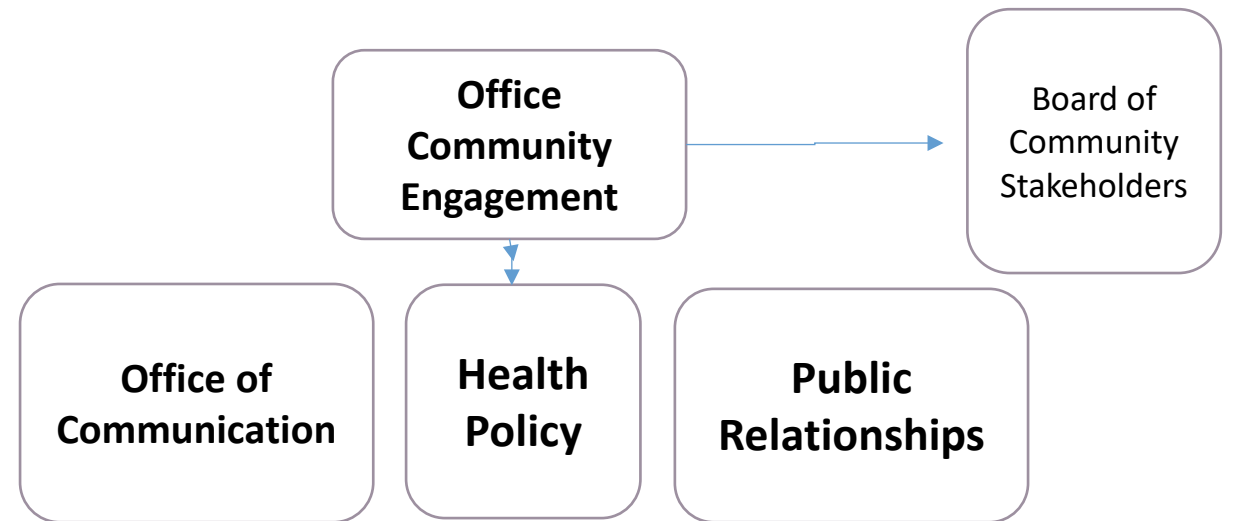 Office
Community
Engagement
Board of
Community
Stakeholders
Office of
Communication
Health
Policy
Public
Relationships